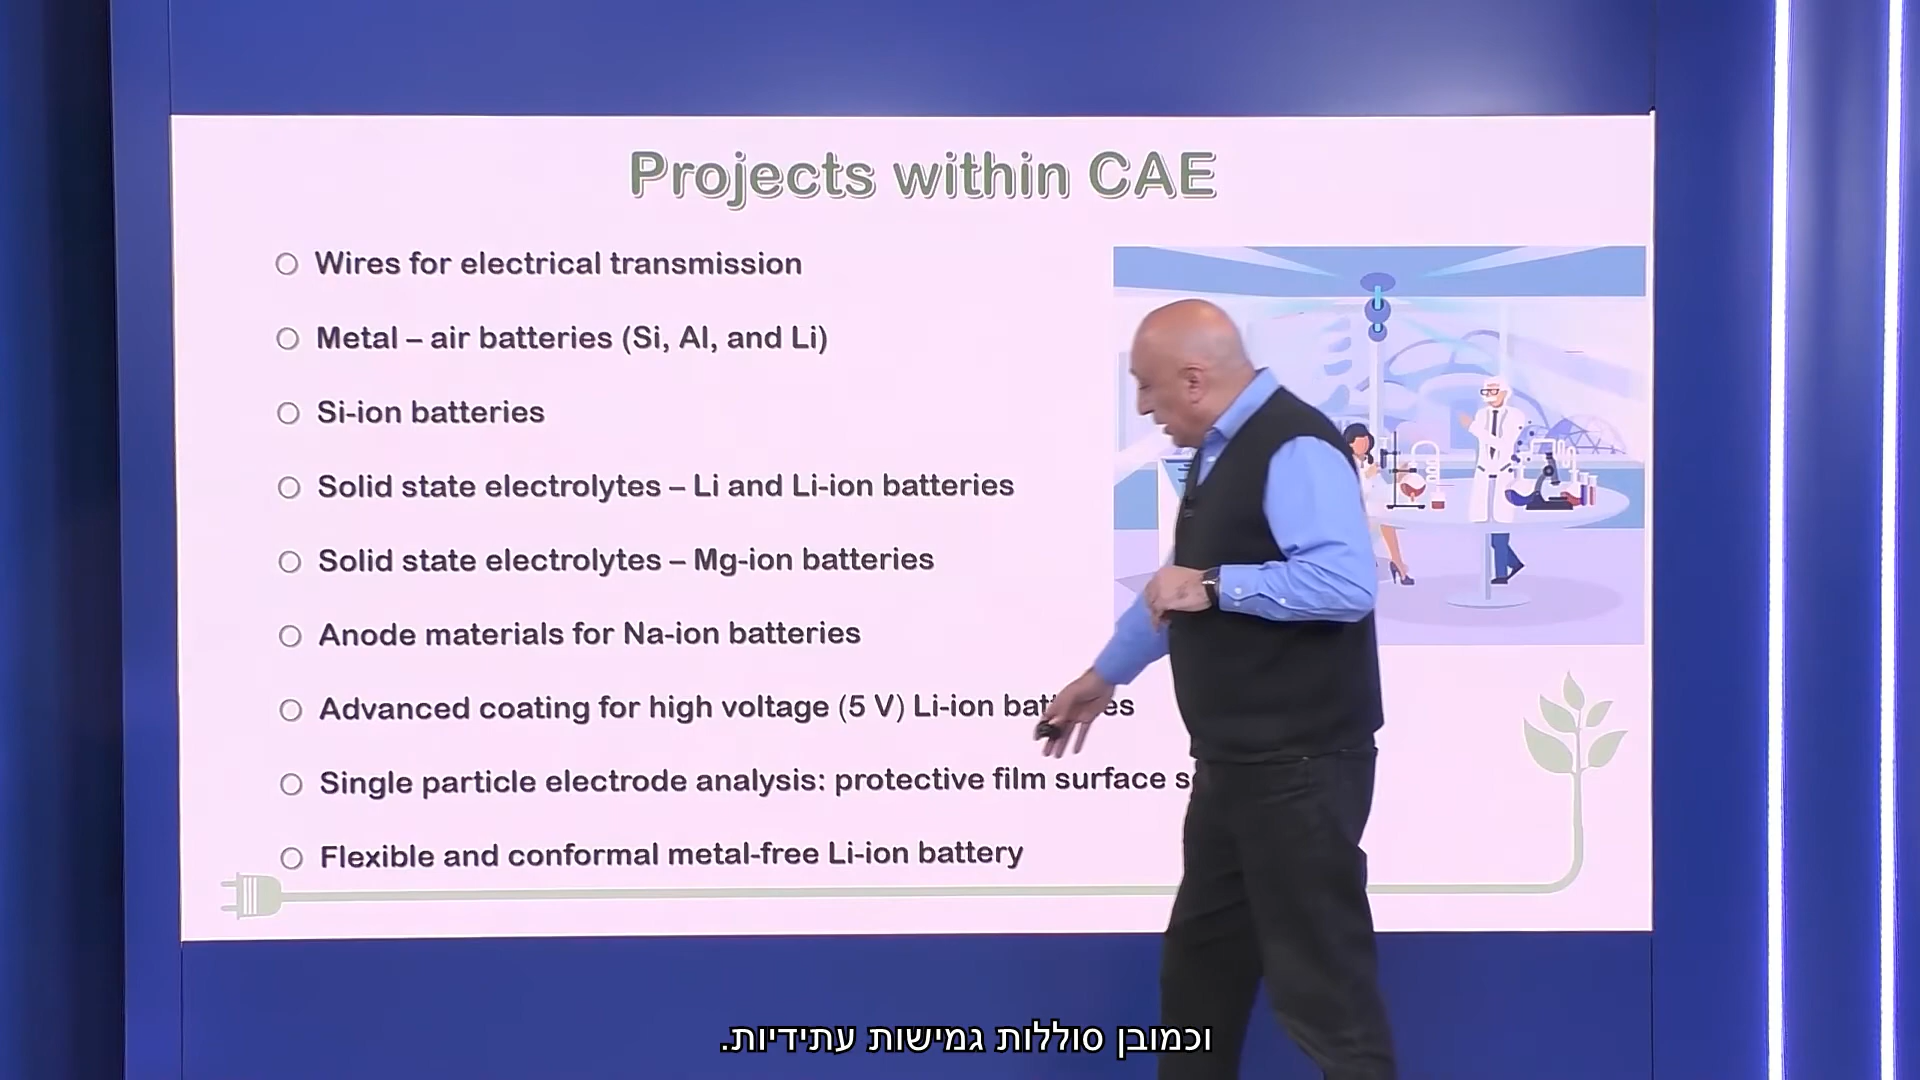 Projects within CAE
Wires for electrical transmission
Metal – air batteries (Si, Al, and Li)
Si-ion batteries
Solid state electrolytes – Li and Li-ion batteries
Solid state electrolytes – Mg-ion batteries
Anode materials for Na-ion batteries
Advanced coating for high voltage (5 V) Li-ion
Single particle electrode analysis: protective film surface
Flexible and conformal metal-free Li-ion battery
וכמובן סוללות גמישות עתידיות.